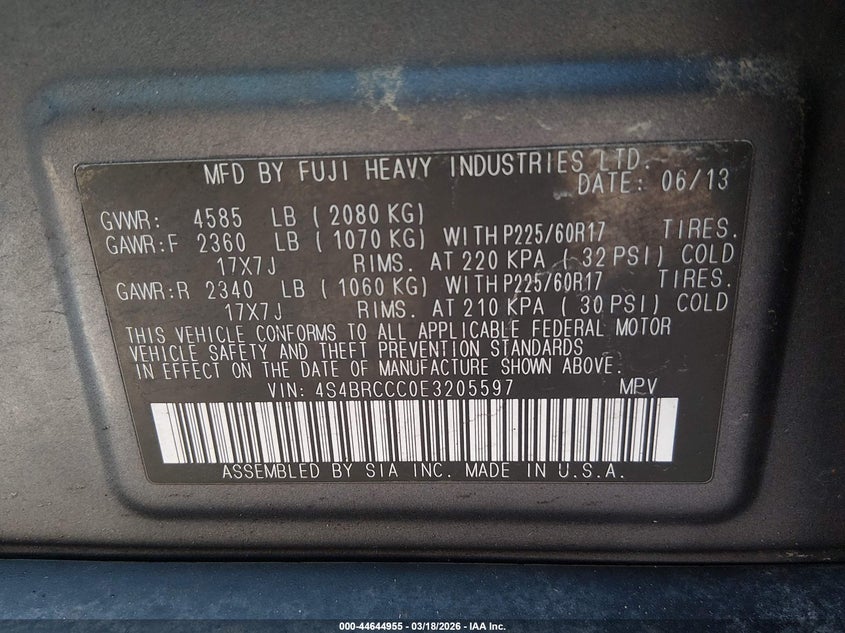 MFD BY FUJI HEAVY INDUSTRIES LTD.
DATE: 06/13
GVWR: 4585 LB ( 2080 KG)
GAWR:F 2360 LB ( 1070 KG) WITH P225/60R17 TIRES.
17X7J RIMS. AT 220 KPA ( 32 PSI) COLD
GAWR:R 2340 LB ( 1060 KG) WITH P225/60R17 TIRES.
17X7J RIMS. AT 210 KPA ( 30 PSI) COLD
THIS VEHICLE CONFORMS TO ALL APPLICABLE FEDERAL MOTOR
VEHICLE SAFETY AND THEFT PREVENTION STANDARDS
IN EFFECT ON THE DATE OF MANUFACTURE SHOWN ABOVE.
VIN: 4S4BRCCC0E3205597 MPV
ASSEMBLED BY SIA INC. MADE IN U.S.A.
000-44644955 — 03/18/2026 — IAA Inc.